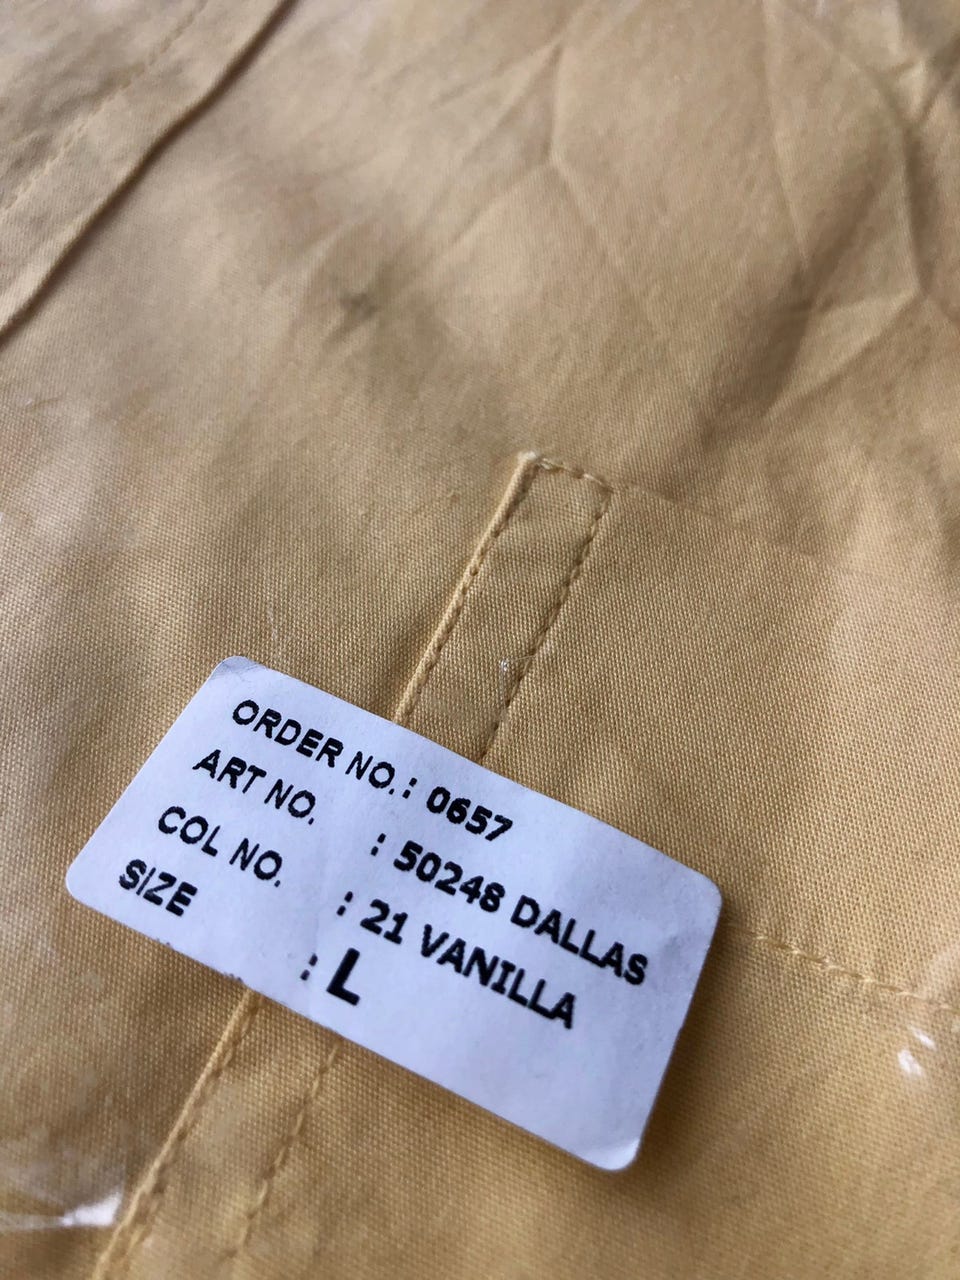 ORDER NO. : 0657
ART NO. : 50248 DALLAS
COL NO. : 21 VANILLA
SIZE : L